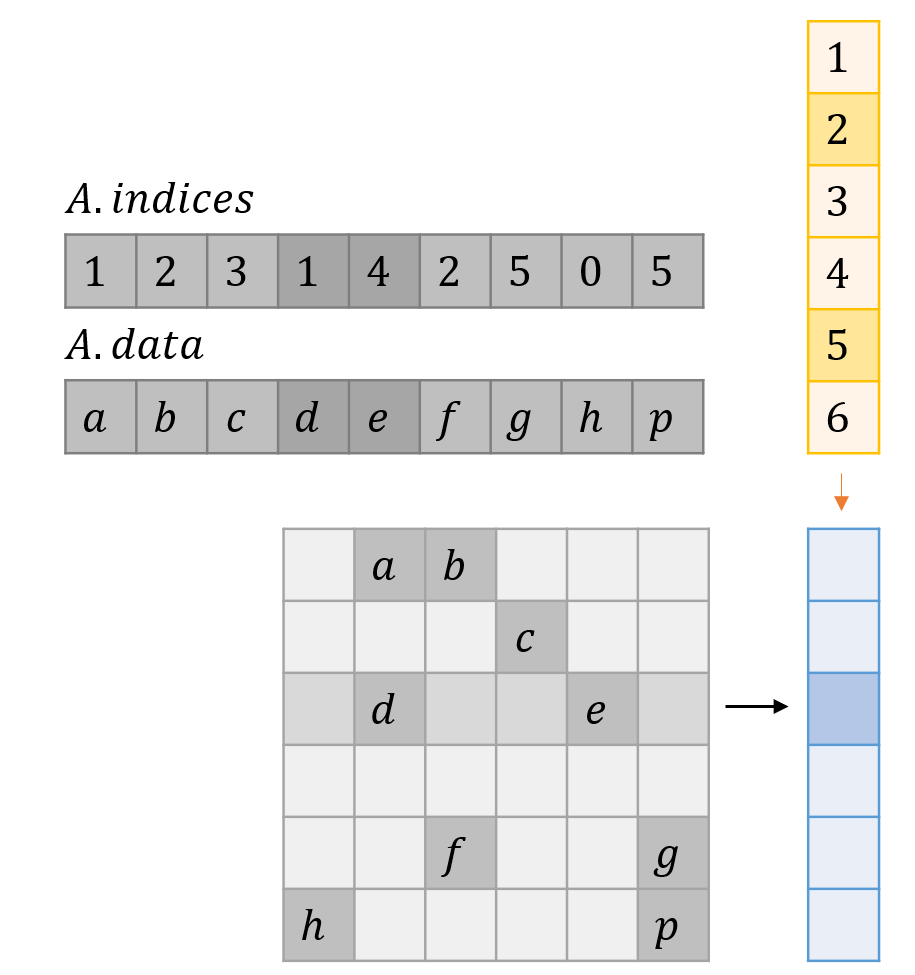 1
2
3
4
5
6
A. indices
1 2 3 1 4 2 5 0 5
A. data
a b c d e f g h p
a b
c
d e
f g
h p